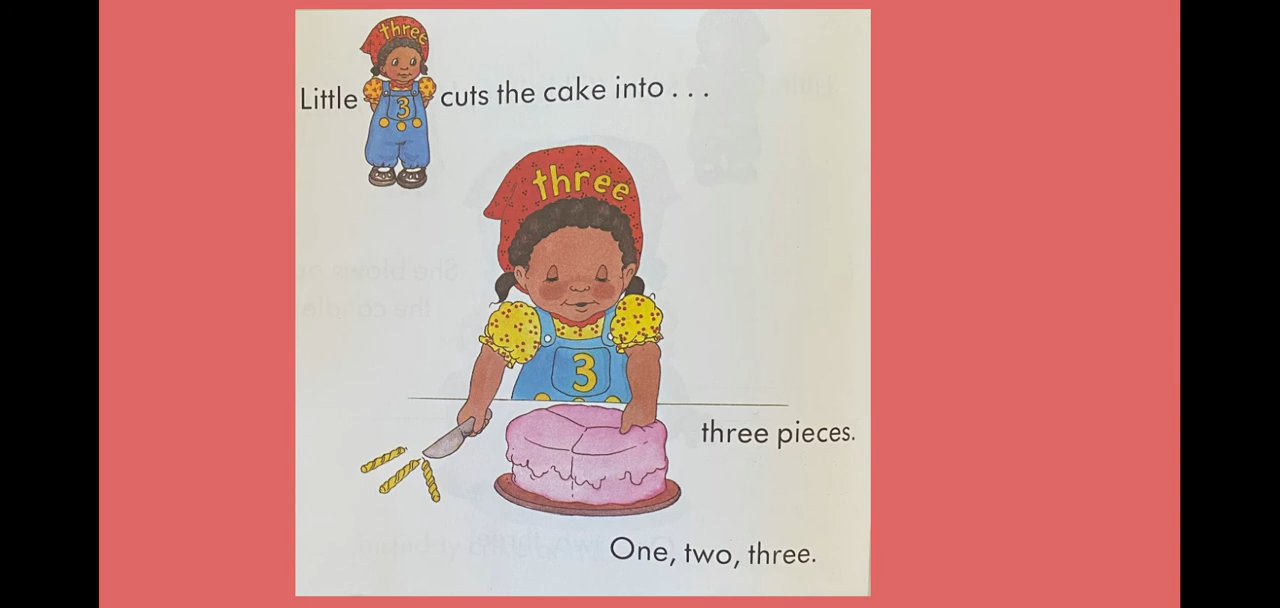 three
3
Little cuts the cake into . . .
three
3
three pieces.
One, two, three.